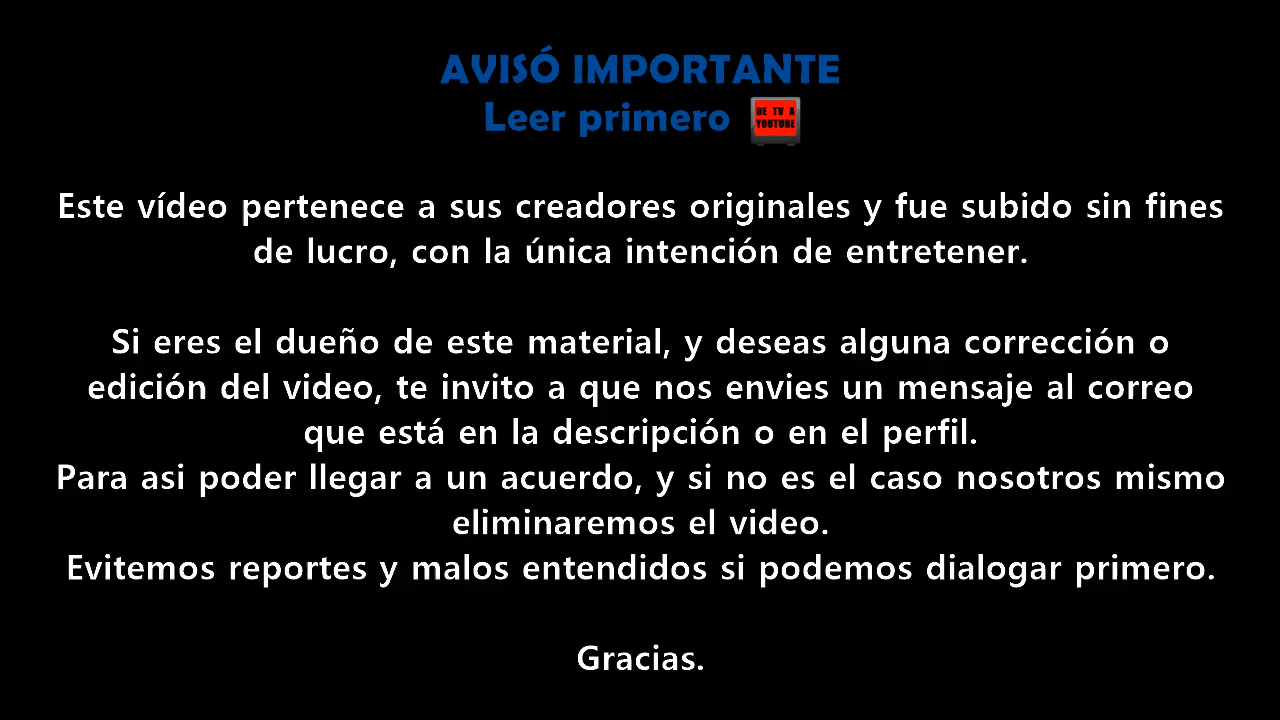 AVISÓ IMPORTANTE
Leer primero
DE TV A
YOUTUBE
Este vídeo pertenece a sus creadores originales y fue subido sin fines
de lucro, con la única intención de entretener.
Si eres el dueño de este material, y deseas alguna corrección o
edición del video, te invito a que nos envies un mensaje al correo
que está en la descripción o en el perfil.
Para asi poder llegar a un acuerdo, y si no es el caso nosotros mismo
eliminaremos el video.
Evitemos reportes y malos entendidos si podemos dialogar primero.
Gracias.